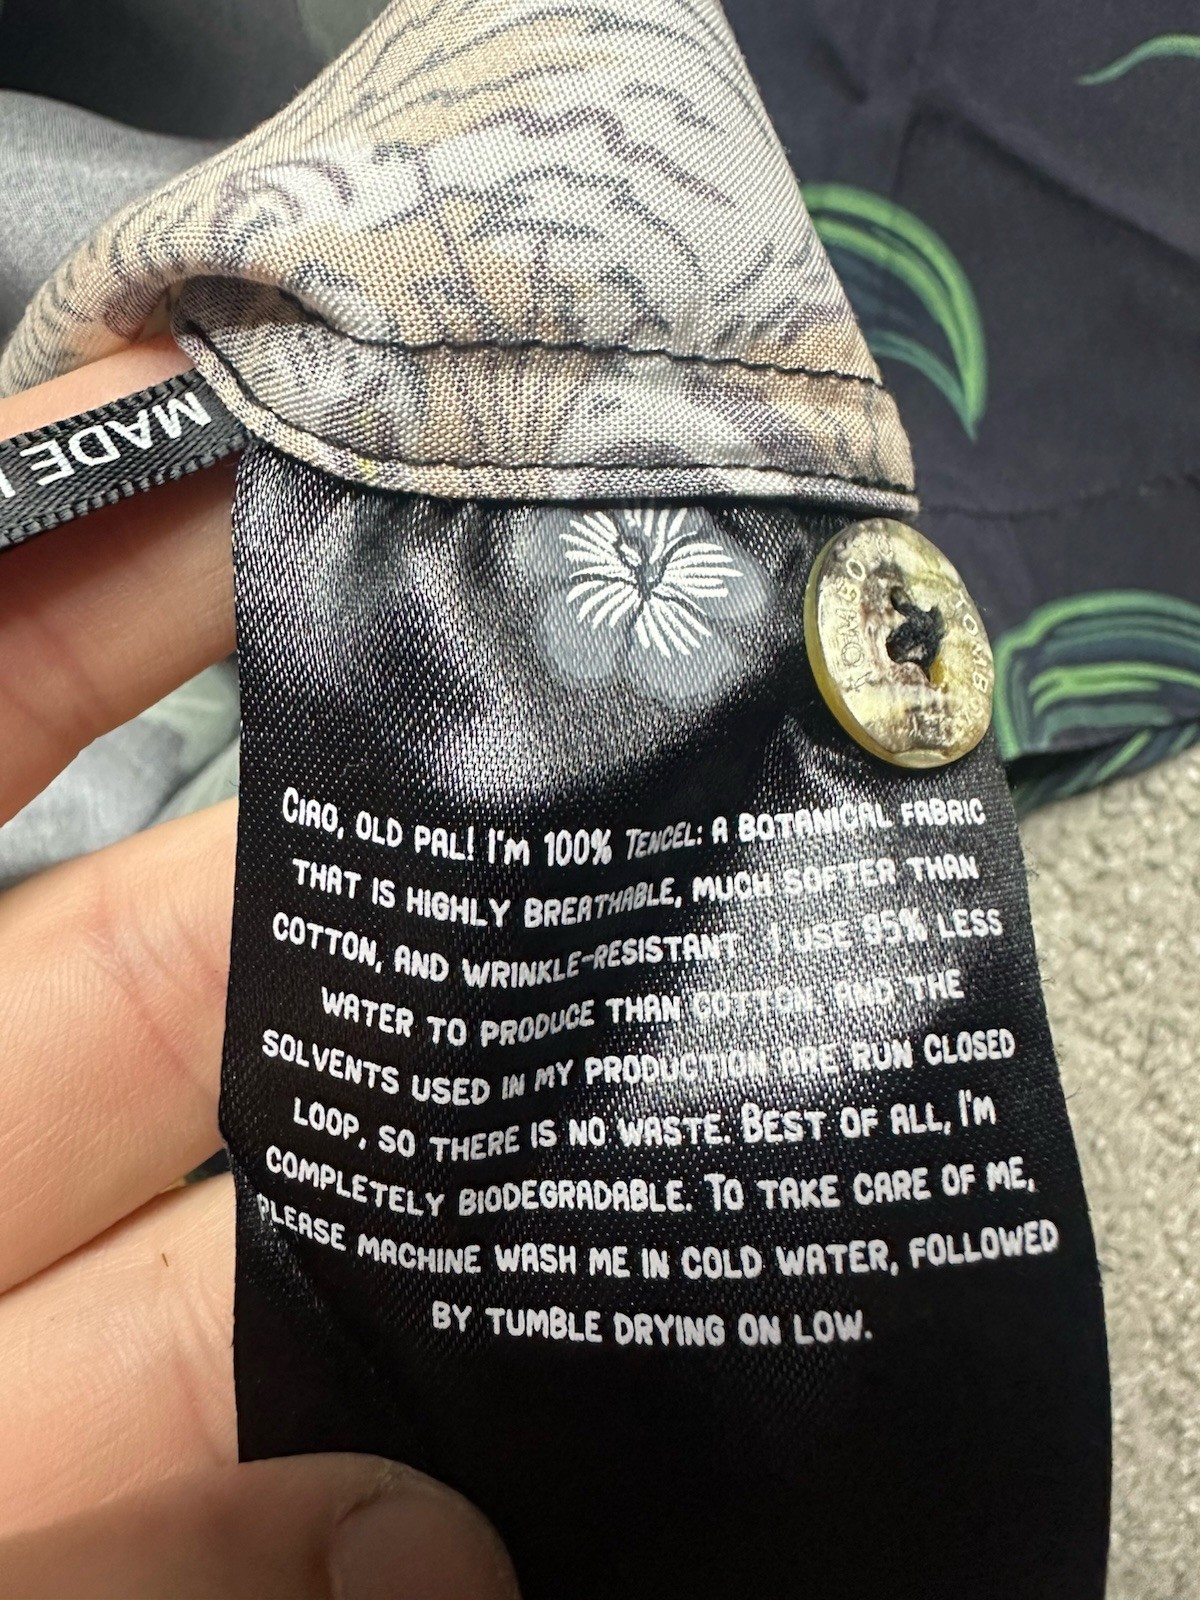 MADE
TOMBOLO
TOMBOLO
Ciao, old pal! I'm 100% Tencel: a botanical fabric
that is highly breathable, much softer than
cotton, and wrinkle-resistant. I use 95% less
water to produce than cotton, and the
solvents used in my production are run closed
loop, so there is no waste. Best of all, I'm
completely biodegradable. To take care of me,
please machine wash me in cold water, followed
by tumble drying on low.